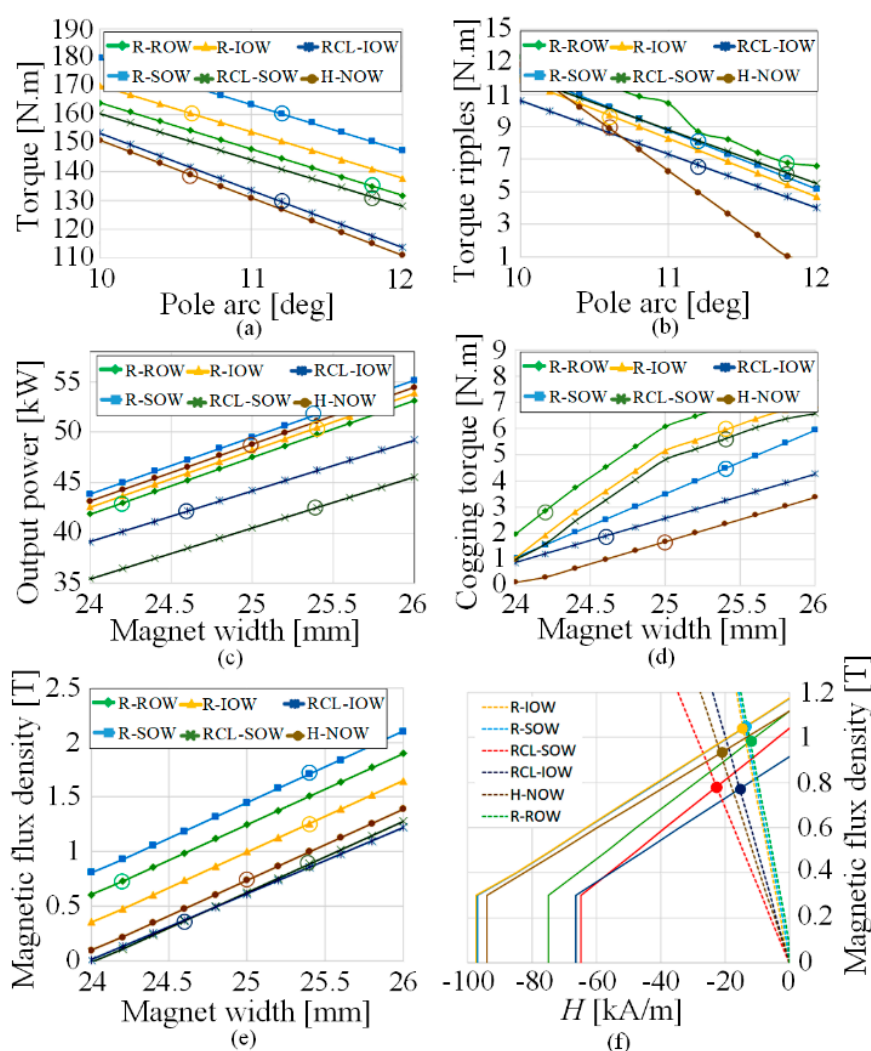 Torque [N.m]
190
180
170
160
150
140
130
120
110
R-ROW R-IOW RCL-IOW
R-SOW RCL-SOW H-NOW
10 11 12
Pole arc [deg]
(a)
Torque ripples [N.m]
15
13
11
9
7
5
3
1
R-ROW R-IOW RCL-IOW
R-SOW RCL-SOW H-NOW
10 11 12
Pole arc [deg]
(b)
Output power [kW]
55
50
45
40
35
R-ROW R-IOW RCL-IOW
R-SOW RCL-SOW H-NOW
24 24.5 25 25.5 26
Magnet width [mm]
(c)
Cogging torque [N.m]
9
8
7
6
5
4
3
2
1
0
R-ROW R-IOW RCL-IOW
R-SOW RCL-SOW H-NOW
24 24.5 25 25.5 26
Magnet width [mm]
(d)
Magnetic flux density [T]
2.5
2
1.5
1
0.5
0
R-ROW R-IOW RCL-IOW
R-SOW RCL-SOW H-NOW
24 24.5 25 25.5 26
Magnet width [mm]
(e)
R-IOW
R-SOW
RCL-SOW
RCL-IOW
H-NOW
R-ROW
1.2
1
0.8
0.6
0.4
0.2
0
Magnetic flux density [T]
-100 -80 -60 -40 -20 0
H [kA/m]
(f)